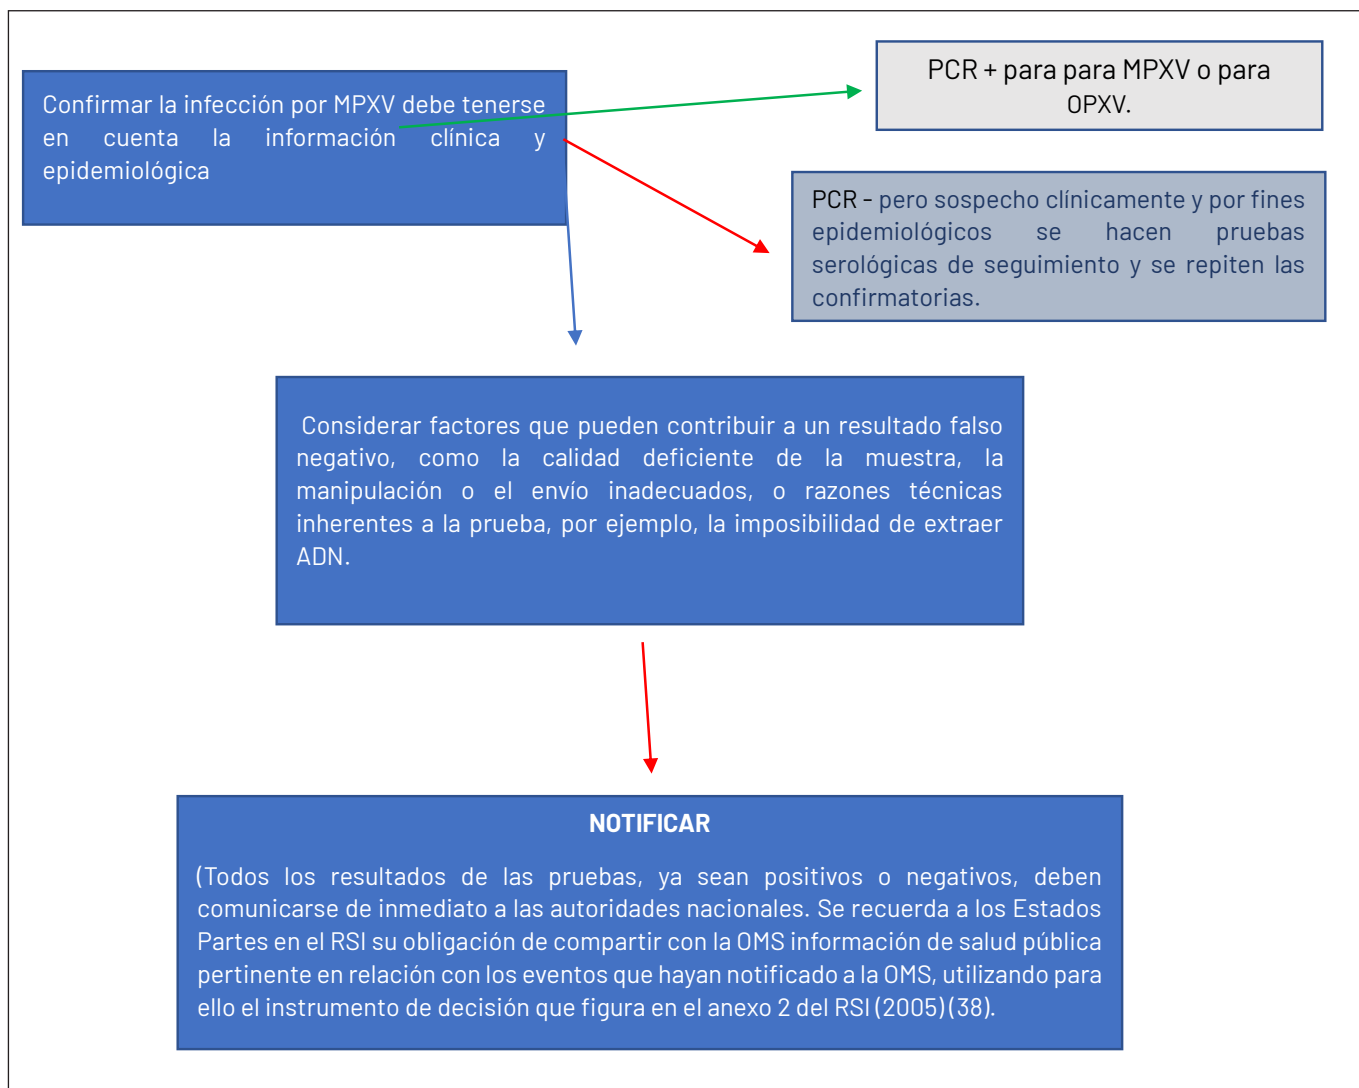 Confirmar la infección por MPXV debe tenerse
en cuenta la información clínica y
epidemiológica
PCR + para para MPXV o para
OPXV.
PCR - pero sospecho clínicamente y por fines
epidemiológicos se hacen pruebas
serológicas de seguimiento y se repiten las
confirmatorias.
Considerar factores que pueden contribuir a un resultado falso
negativo, como la calidad deficiente de la muestra, la
manipulación o el envío inadecuados, o razones técnicas
inherentes a la prueba, por ejemplo, la imposibilidad de extraer
ADN.
NOTIFICAR
(Todos los resultados de las pruebas, ya sean positivos o negativos, deben
comunicarse de inmediato a las autoridades nacionales. Se recuerda a los Estados
Partes en el RSI su obligación de compartir con la OMS información de salud pública
pertinente en relación con los eventos que hayan notificado a la OMS, utilizando para
ello el instrumento de decisión que figura en el anexo 2 del RSI (2005) (38).